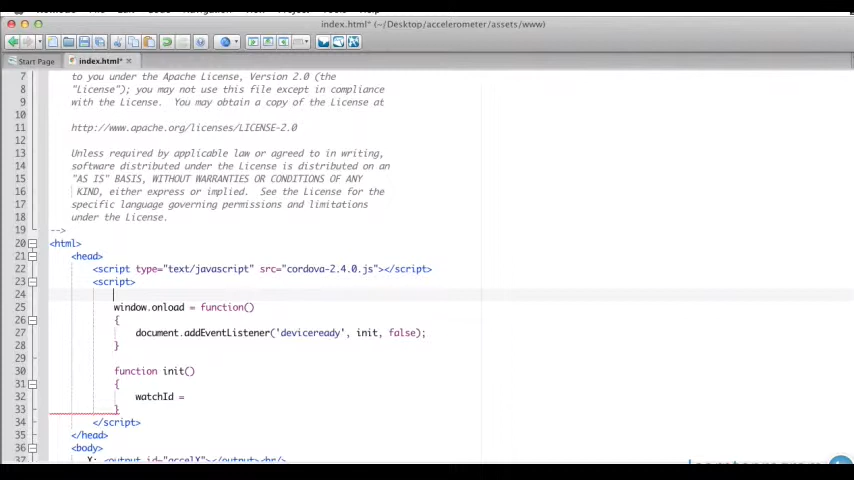 index.html* (~/Desktop/accelerometer/assets/www)
Start Page
index.html*
7 to you under the Apache License, Version 2.0 (the
8 "License"); you may not use this file except in compliance
9 with the License. You may obtain a copy of the License at
10
11 http://www.apache.org/licenses/LICENSE-2.0
12
13 Unless required by applicable law or agreed to in writing,
14 software distributed under the License is distributed on an
15 "AS IS" BASIS, WITHOUT WARRANTIES OR CONDITIONS OF ANY
16 KIND, either express or implied. See the License for the
17 specific language governing permissions and limitations
18 under the License.
19 -->
20 <html>
21 <head>
22 <script type="text/javascript" src="cordova-2.4.0.js"></script>
23 <script>
24
25 window.onload = function()
26 {
27 document.addEventListener('deviceready', init, false);
28 }
29
30 function init()
31 {
32 watchId =
33 }
34 </script>
35 </head>
36 <body>
37 X: <output id="accelX"></output><br/>